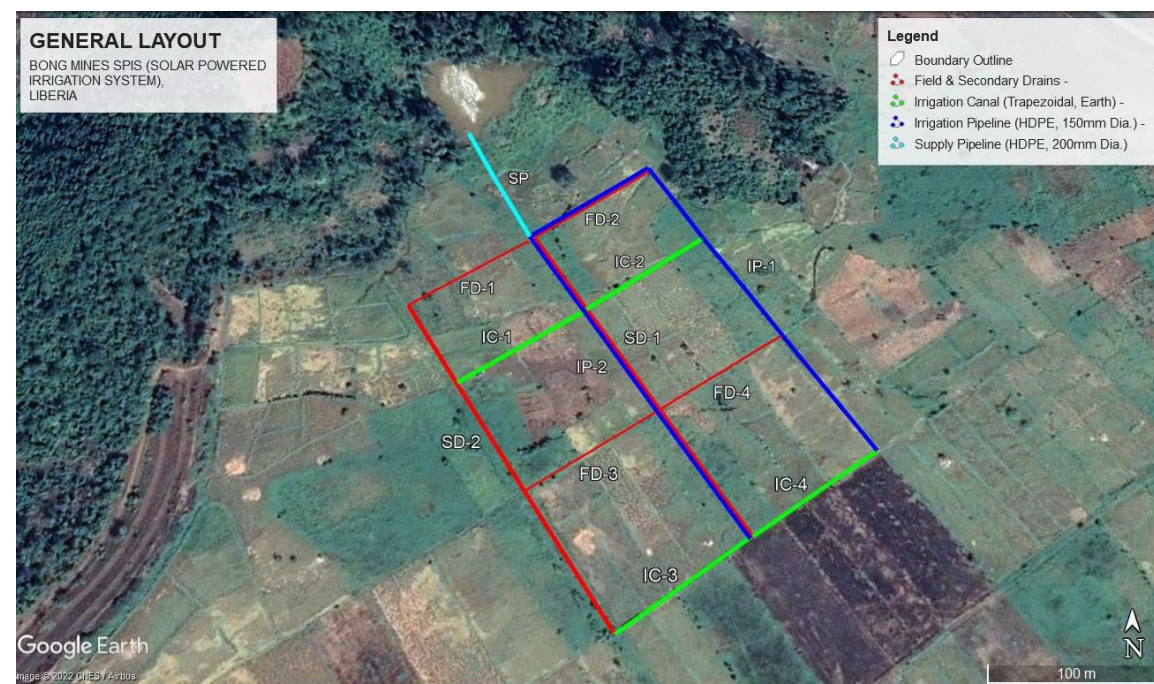 GENERAL LAYOUT
BONG MINES SPIS (SOLAR POWERED
IRRIGATION SYSTEM),
LIBERIA
Legend
Boundary Outline
Field & Secondary Drains -
Irrigation Canal (Trapezoidal, Earth) -
Irrigation Pipeline (HDPE, 150mm Dia.) -
Supply Pipeline (HDPE, 200mm Dia.)
SP
FD-2
IC-2
IP-1
FD-1
IC-1
SD-1
IP-2
FD-4
SD-2
FD-3
IC-4
IC-3
Google Earth
Image © 2022 CNES / Airbus
N
100 m